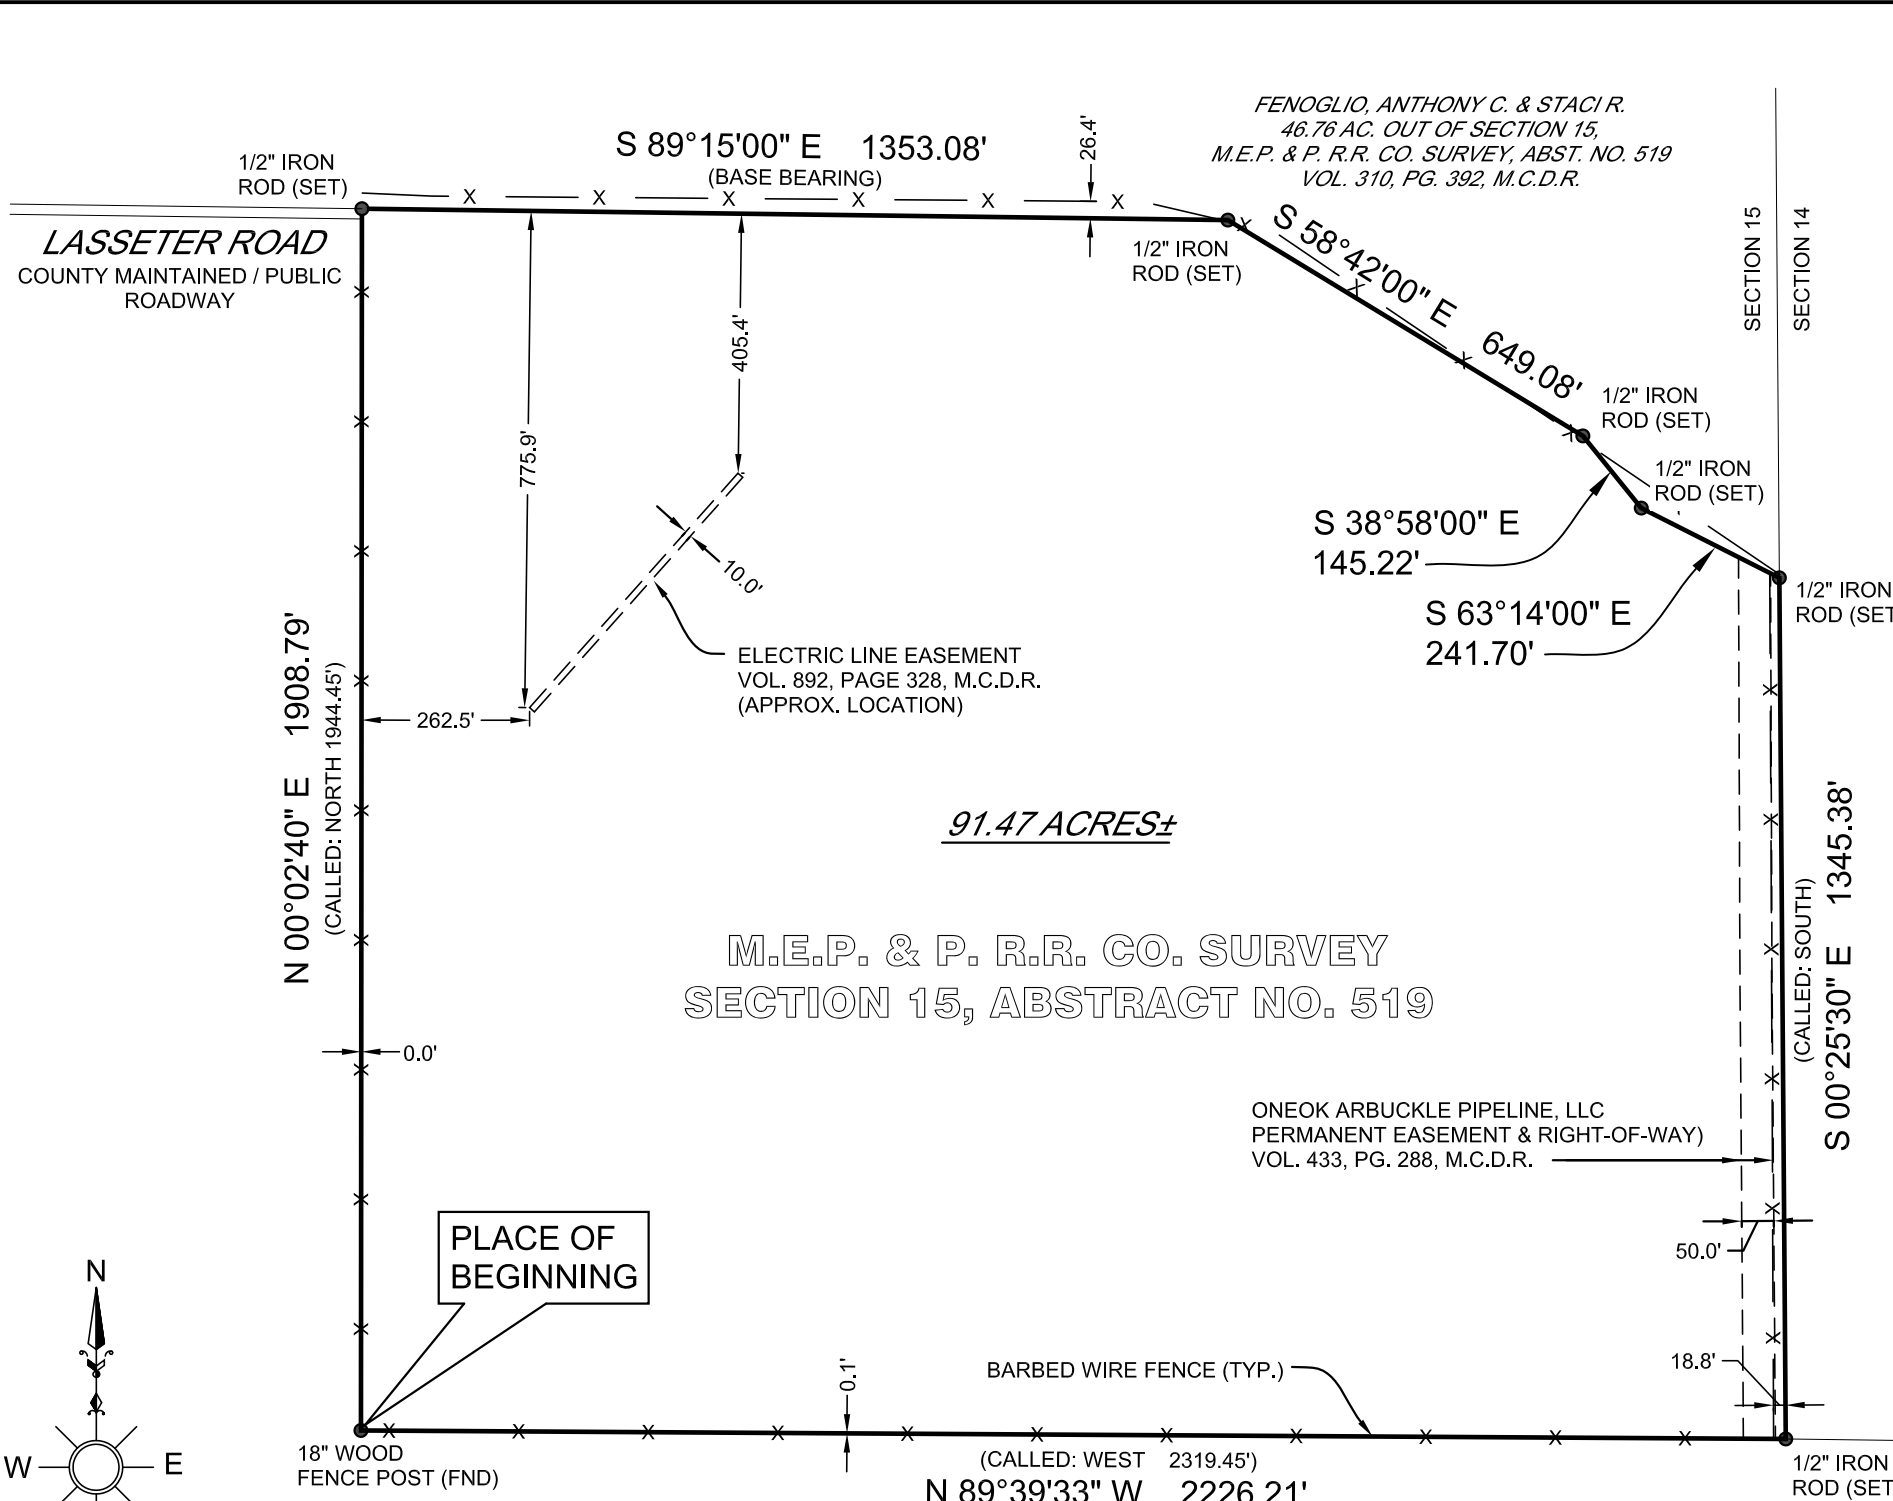 FENOGLIO, ANTHONY C. & STACI R.
46.76 AC. OUT OF SECTION 15,
M.E.P. & P. R.R. CO. SURVEY, ABST. NO. 519
VOL. 310, PG. 392, M.C.D.R.
S 89°15'00" E 1353.08'
(BASE BEARING)
26.4'
1/2" IRON
ROD (SET)
LASSETER ROAD
COUNTY MAINTAINED / PUBLIC
ROADWAY
1/2" IRON
ROD (SET)
S 58°42'00" E 649.08'
SECTION 15
SECTION 14
405.4'
775.9'
1/2" IRON
ROD (SET)
1/2" IRON
ROD (SET)
S 38°58'00" E
145.22'
10.0'
1/2" IRON
ROD (SET
S 63°14'00" E
241.70'
ELECTRIC LINE EASEMENT
VOL. 892, PAGE 328, M.C.D.R.
(APPROX. LOCATION)
262.5'
N 00°02'40" E 1908.79'
(CALLED: NORTH 1944.45')
91.47 ACRES±
M.E.P. & P. R.R. CO. SURVEY
SECTION 15, ABSTRACT NO. 519
(CALLED: SOUTH)
S 00°25'30" E 1345.38'
0.0'
ONEOK ARBUCKLE PIPELINE, LLC
PERMANENT EASEMENT & RIGHT-OF-WAY)
VOL. 433, PG. 288, M.C.D.R.
PLACE OF
BEGINNING
50.0'
N
W
E
18.8'
0.1'
BARBED WIRE FENCE (TYP.)
18" WOOD
FENCE POST (FND)
(CALLED: WEST 2319.45')
N 89°39'33" W 2226.21'
1/2" IRON
ROD (SET